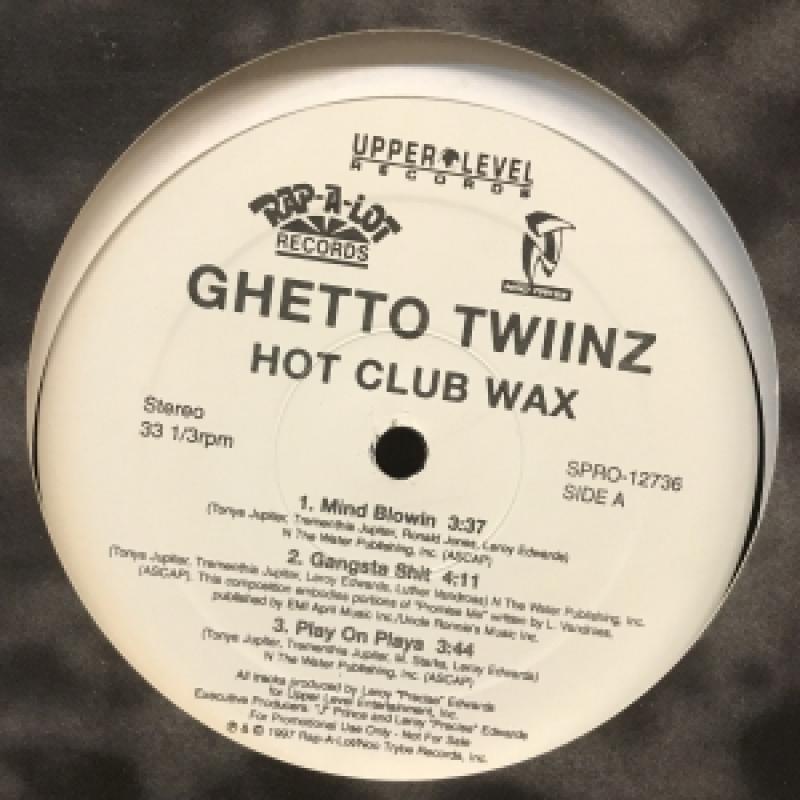 UPPER LEVEL
RECORDS
RAP-A-LOT
RECORDS
GHETTO TWIINZ
HOT CLUB WAX
Stereo
33 1/3rpm
SPRO-12736
SIDE A
1. Mind Blowin 3:37
(Tonya Jupiter, Trementhia Jupiter, Ronald Jones, Leroy Edwards)
N The Water Publishing, Inc. (ASCAP)
2. Gangsta Shit 4:11
(Tonya Jupiter, Trementhia Jupiter, Leroy Edwards, Luther Vandross) N The Water Publishing, Inc.
(ASCAP). This composition embodies portions of "Promise Me" written by L. Vandross,
published by EMI April Music Inc./Uncle Ronnie's Music Inc.
3. Play On Playa 3:44
(Tonya Jupiter, Trementhia Jupiter, M. Starks, Leroy Edwards)
N The Water Publishing, Inc. (ASCAP)
All tracks produced by Leroy "Precise" Edwards
for Upper Level Entertainment, Inc.
Executive Producers: "J" Prince and Leroy "Precise" Edwards
For Promotional Use Only - Not For Sale
℗ & © 1997 Rap-A-Lot/Noo Trybe Records, Inc.